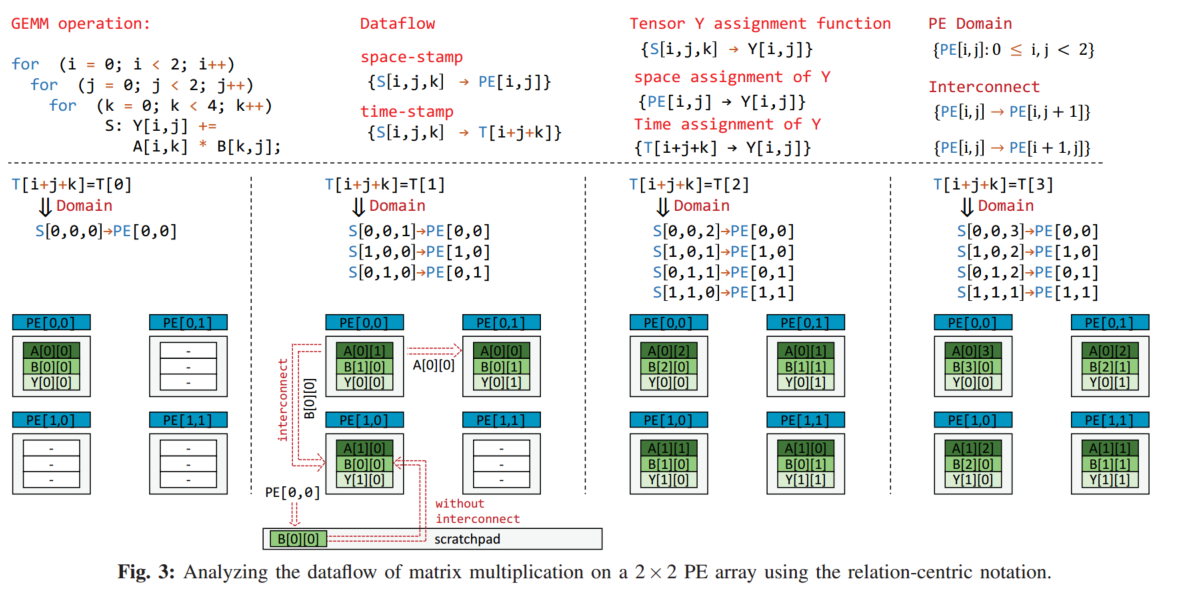 GEMM operation:
for (i = 0; i < 2; i++)
for (j = 0; j < 2; j++)
for (k = 0; k < 4; k++)
S: Y[i,j] +=
A[i,k] * B[k,j];
Dataflow
space-stamp
{S[i,j,k] → PE[i,j]}
time-stamp
{S[i,j,k] → T[i+j+k]}
Tensor Y assignment function
{S[i,j,k] → Y[i,j]}
space assignment of Y
{PE[i,j] → Y[i,j]}
Time assignment of Y
{T[i+j+k] → Y[i,j]}
PE Domain
{PE[i,j]: 0 ≤ i,j < 2}
Interconnect
{PE[i,j] → PE[i,j+1]}
{PE[i,j] → PE[i+1,j]}
T[i+j+k]=T[0]
⇓ Domain
S[0,0,0]→PE[0,0]
PE[0,0]
A[0][0]
B[0][0]
Y[0][0]
PE[0,1]
-
-
-
PE[1,0]
-
-
-
PE[1,1]
-
-
-
T[i+j+k]=T[1]
⇓ Domain
S[0,0,1]→PE[0,0]
S[1,0,0]→PE[1,0]
S[0,1,0]→PE[0,1]
PE[0,0]
A[0][1]
B[1][0]
Y[0][0]
A[0][0]
PE[0,1]
A[0][0]
B[0][1]
Y[0][1]
interconnect
B[0][0]
PE[1,0]
A[1][0]
B[0][0]
Y[1][0]
PE[1,1]
-
-
-
PE[0,0]
without
interconnect
B[0][0]
scratchpad
T[i+j+k]=T[2]
⇓ Domain
S[0,0,2]→PE[0,0]
S[1,0,1]→PE[1,0]
S[0,1,1]→PE[0,1]
S[1,1,0]→PE[1,1]
PE[0,0]
A[0][2]
B[2][0]
Y[0][0]
PE[0,1]
A[0][1]
B[1][1]
Y[0][1]
PE[1,0]
A[1][1]
B[1][0]
Y[1][0]
PE[1,1]
A[1][0]
B[0][1]
Y[1][1]
T[i+j+k]=T[3]
⇓ Domain
S[0,0,3]→PE[0,0]
S[1,0,2]→PE[1,0]
S[0,1,2]→PE[0,1]
S[1,1,1]→PE[1,1]
PE[0,0]
A[0][3]
B[3][0]
Y[0][0]
PE[0,1]
A[0][2]
B[2][1]
Y[0][1]
PE[1,0]
A[1][2]
B[2][0]
Y[1][0]
PE[1,1]
A[1][1]
B[1][1]
Y[1][1]
Fig. 3: Analyzing the dataflow of matrix multiplication on a 2 × 2 PE array using the relation-centric notation.